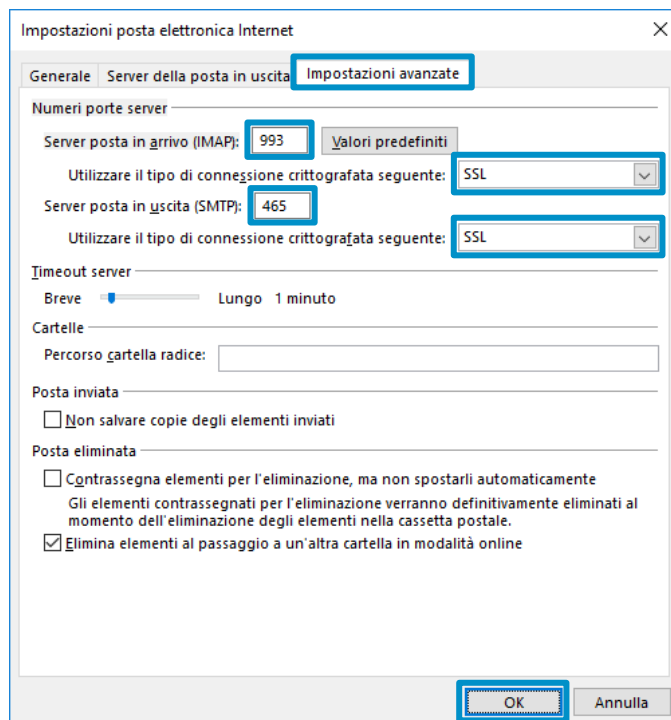 Impostazioni posta elettronica Internet
Generale Server della posta in uscita Impostazioni avanzate
Numeri porte server
Server posta in arrivo (IMAP): 993 Valori predefiniti
Utilizzare il tipo di connessione crittografata seguente: SSL
Server posta in uscita (SMTP): 465
Utilizzare il tipo di connessione crittografata seguente: SSL
Timeout server
Breve Lungo 1 minuto
Cartelle
Percorso cartella radice:
Posta inviata
Non salvare copie degli elementi inviati
Posta eliminata
Contrassegna elementi per l'eliminazione, ma non spostarli automaticamente
Gli elementi contrassegnati per l'eliminazione verranno definitivamente eliminati al
momento dell'eliminazione degli elementi nella cassetta postale.
Elimina elementi al passaggio a un'altra cartella in modalità online
OK Annulla